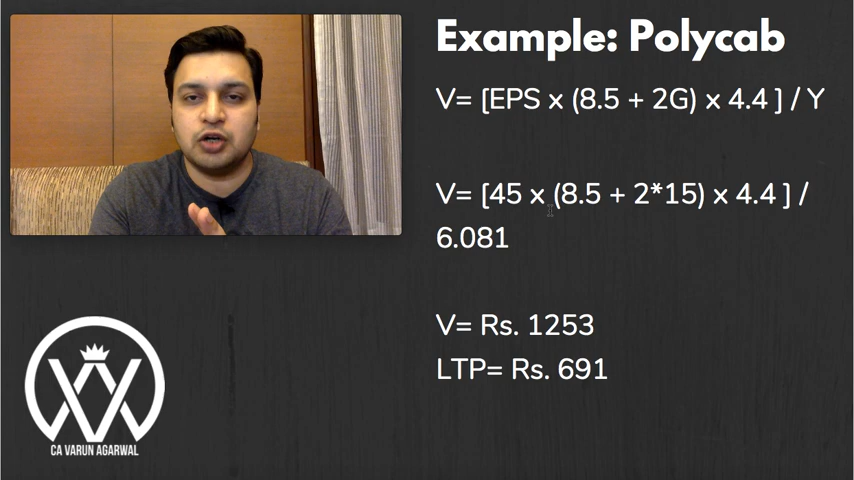 Example: Polycab
V= [EPS x (8.5 + 2G) x 4.4 ] / Y
V= [45 x (8.5 + 2*15) x 4.4 ] /
6.081
V= Rs. 1253
LTP= Rs. 691
CA VARUN AGARWAL